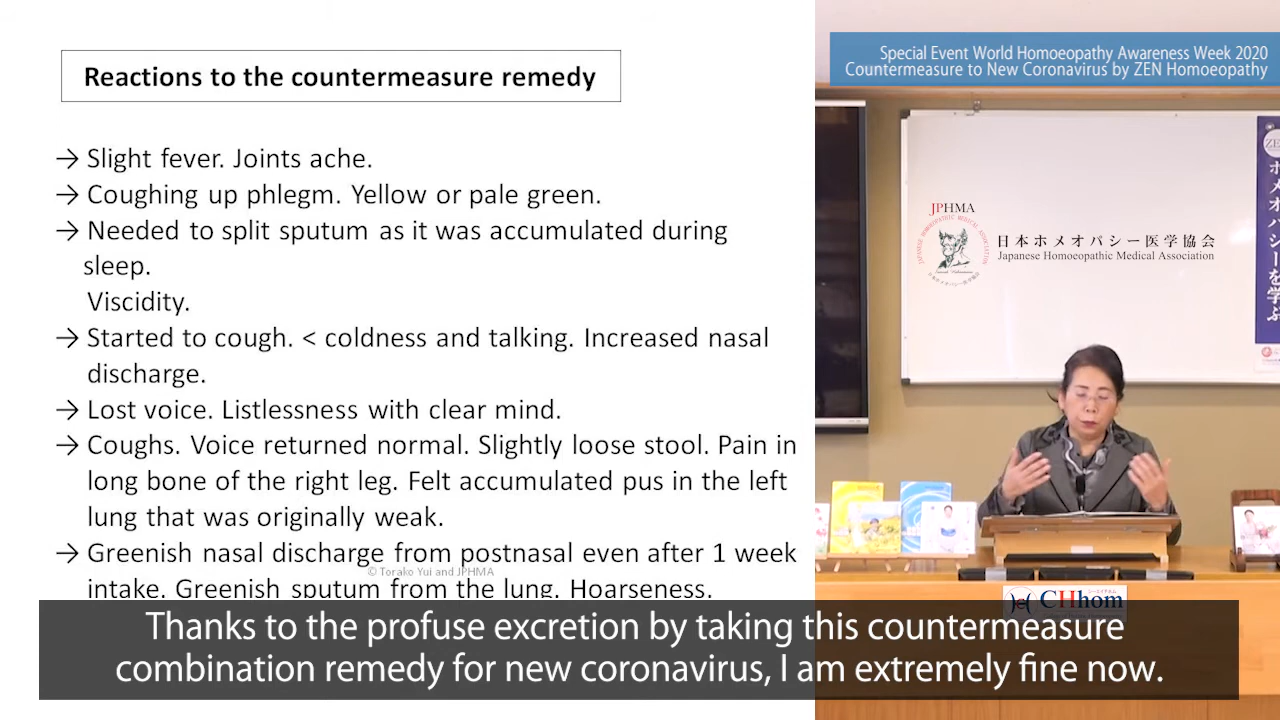 Reactions to the countermeasure remedy
→ Slight fever. Joints ache.
→ Coughing up phlegm. Yellow or pale green.
→ Needed to split sputum as it was accumulated during
sleep.
Viscidity.
→ Started to cough. < coldness and talking. Increased nasal
discharge.
→ Lost voice. Listlessness with clear mind.
→ Coughs. Voice returned normal. Slightly loose stool. Pain in
long bone of the right leg. Felt accumulated pus in the left
lung that was originally weak.
→ Greenish nasal discharge from postnasal even after 1 week
© Torako Yui and JPHMA
intake. Greenish sputum from the lung. Hoarseness.
Special Event World Homoeopathy Awareness Week 2020
Countermeasure to New Coronavirus by ZEN Homoeopathy
JPHMA
日本ホメオパシー医学協会
Japanese Homoeopathic Medical Association
ZE
ホメオパシーを学ぶ
CHhom
Thanks to the profuse excretion by taking this countermeasure
combination remedy for new coronavirus, I am extremely fine now.